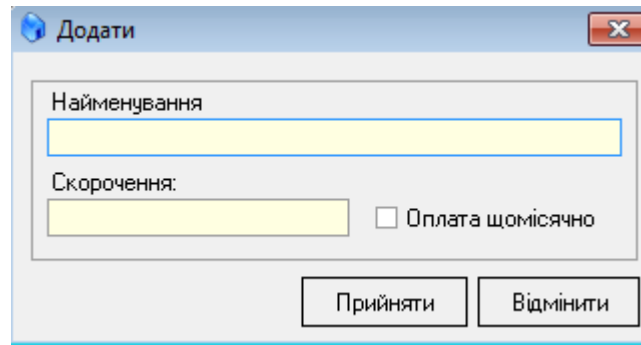 Додати
Найменування
Скорочення:
Оплата щомісячно
Прийняти
Відмінити